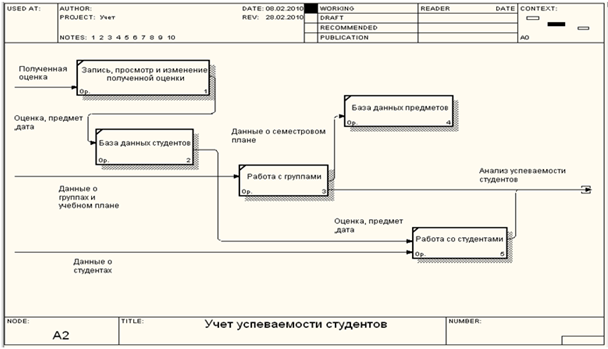 USED AT:
AUTHOR:
DATE: 08.02.2010
WORKING
READER
DATE
CONTEXT:
PROJECT: Учет
REV: 28.02.2010
DRAFT
RECOMMENDED
NOTES: 1 2 3 4 5 6 7 8 9 10
PUBLICATION
A0
Полученная
оценка
Запись, просмотр и изменение
полученной оценки
0р.
1
Оценка, предмет
,дата
База данных студентов
0р.
2
Данные о семестровом
плане
База данных предметов
0р.
4
Данные о
группах и
учебном плане
Работа с группами
0р.
3
Анализ успеваемости
студентов
Оценка, предмет
,дата
Работа со студентами
0р.
5
Данные о
студентах
NODE:
A2
TITLE:
Учет успеваемости студентов
NUMBER: